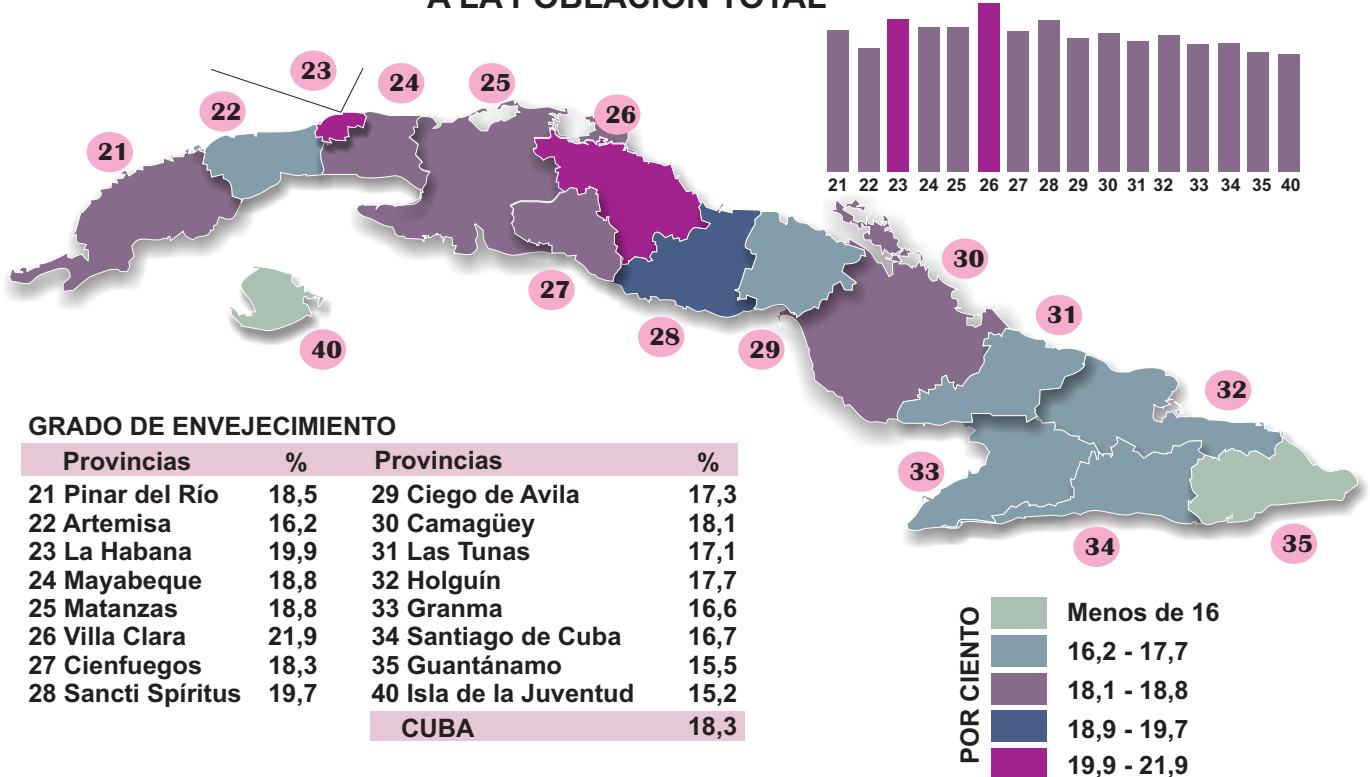 A LA POBLACIÓN TOTAL
21 22 23 24 25 26 27 28 29 30 31 32 33 34 35 40
23
24
25
22
26
21
30
27
40
28
29
31
32
33
34
35
GRADO DE ENVEJECIMIENTO
Provincias % Provincias %
21 Pinar del Río 18,5 29 Ciego de Avila 17,3
22 Artemisa 16,2 30 Camagüey 18,1
23 La Habana 19,9 31 Las Tunas 17,1
24 Mayabeque 18,8 32 Holguín 17,7
25 Matanzas 18,8 33 Granma 16,6
26 Villa Clara 21,9 34 Santiago de Cuba 16,7
27 Cienfuegos 18,3 35 Guantánamo 15,5
28 Sancti Spíritus 19,7 40 Isla de la Juventud 15,2
CUBA 18,3
POR CIENTO
Menos de 16
16,2 - 17,7
18,1 - 18,8
18,9 - 19,7
19,9 - 21,9